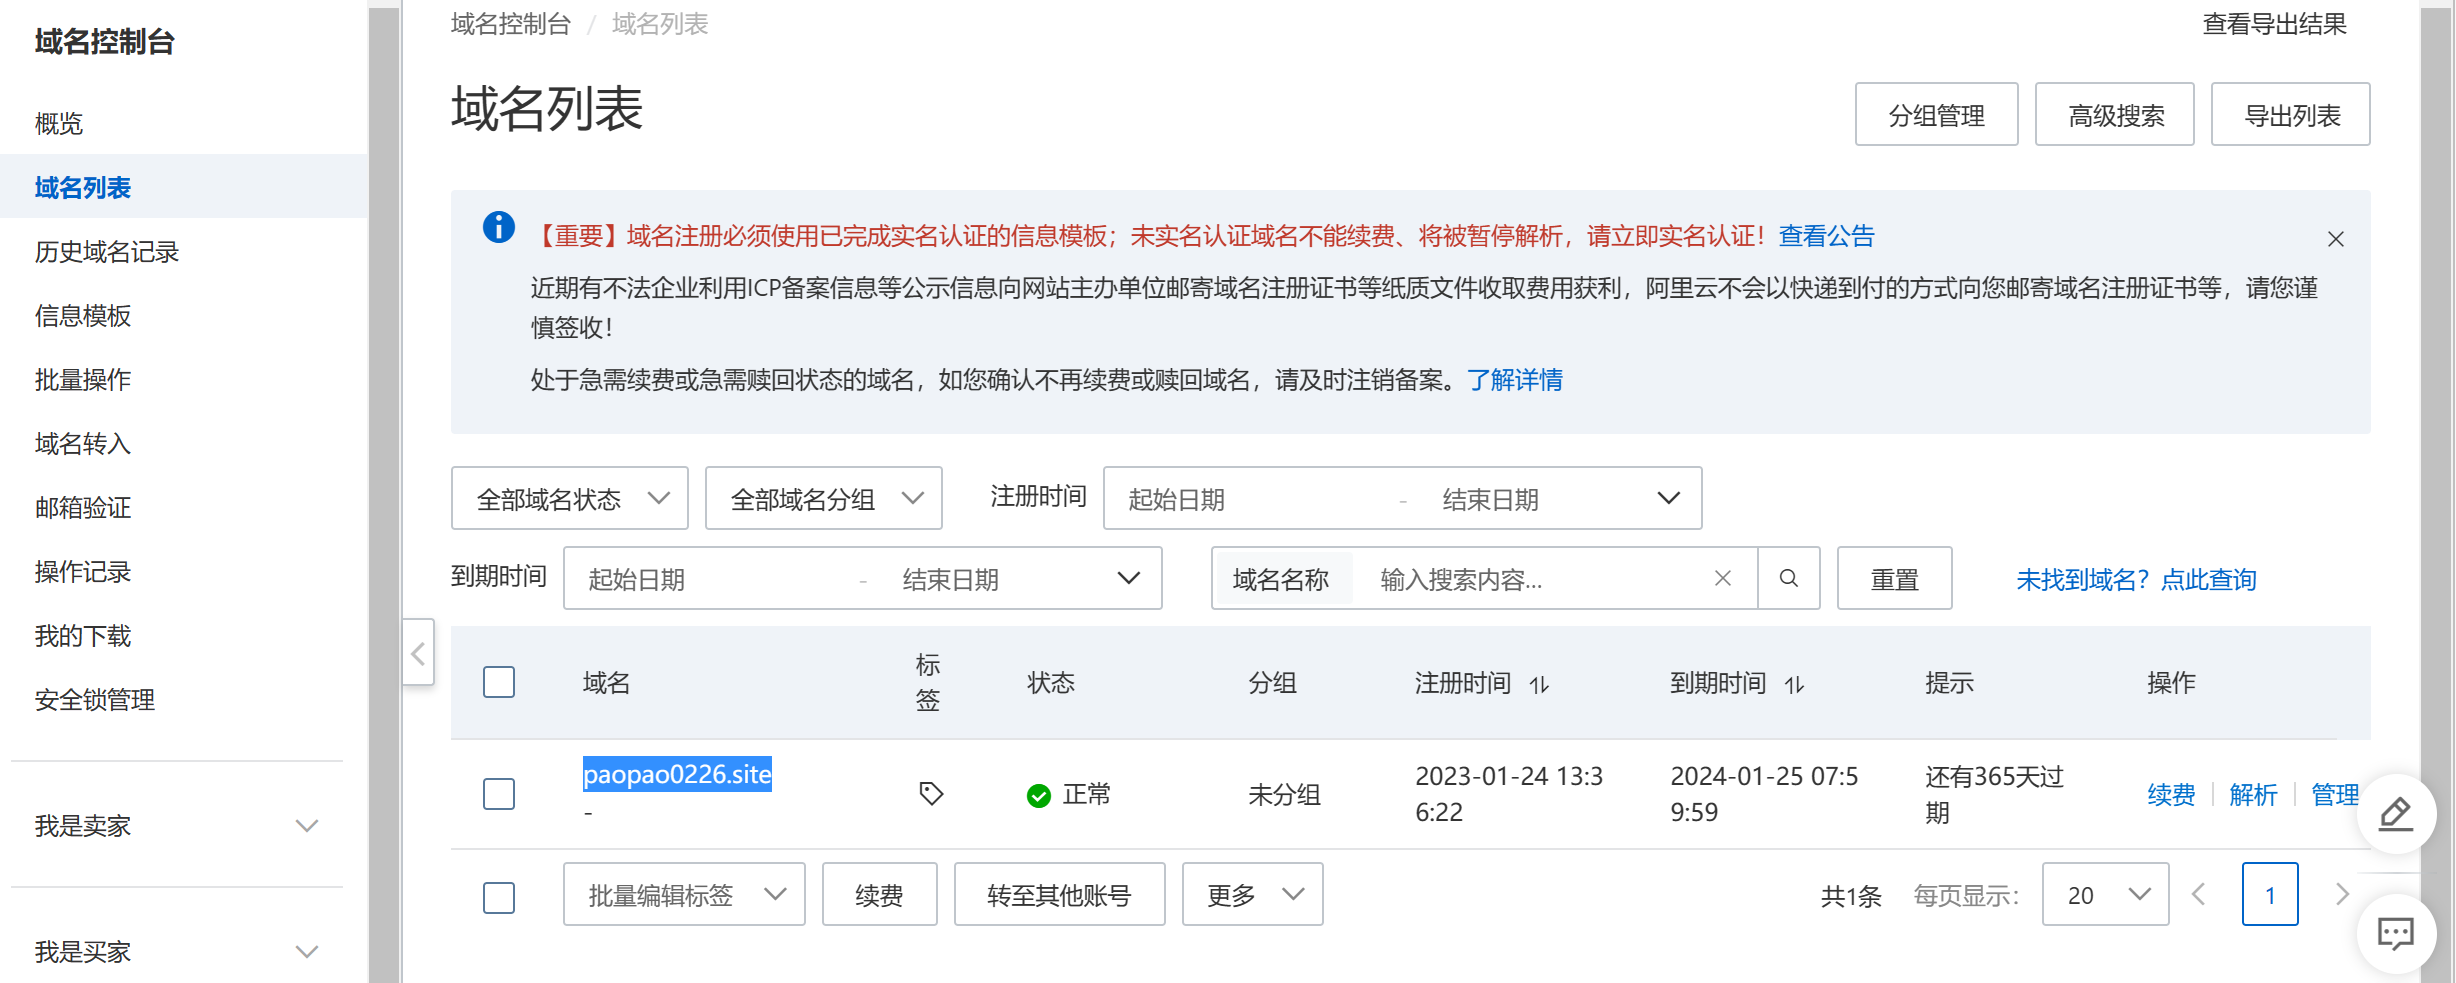 域名控制台
概览
域名列表
历史域名记录
信息模板
批量操作
域名转入
邮箱验证
操作记录
我的下载
安全锁管理
我是卖家
我是买家
域名控制台 / 域名列表
查看导出结果
域名列表
分组管理
高级搜索
导出列表
【重要】域名注册必须使用已完成实名认证的信息模板；未实名认证域名不能续费、将被暂停解析，请立即实名认证！查看公告
近期有不法企业利用ICP备案信息等公示信息向网站主办单位邮寄域名注册证书等纸质文件收取费用获利，阿里云不会以快递到付的方式向您邮寄域名注册证书等，请您谨
慎签收！
处于急需续费或急需赎回状态的域名，如您确认不再续费或赎回域名，请及时注销备案。了解详情
全部域名状态
全部域名分组
注册时间
起始日期 - 结束日期
到期时间
起始日期 - 结束日期
域名名称
输入搜索内容...
重置
未找到域名？点此查询
域名
标
签
状态
分组
注册时间
到期时间
提示
操作
paopao0226.site
-
正常
未分组
2023-01-24 13:3
6:22
2024-01-25 07:5
9:59
还有365天过
期
续费
解析
管理
批量编辑标签
续费
转至其他账号
更多
共1条
每页显示：
20
1